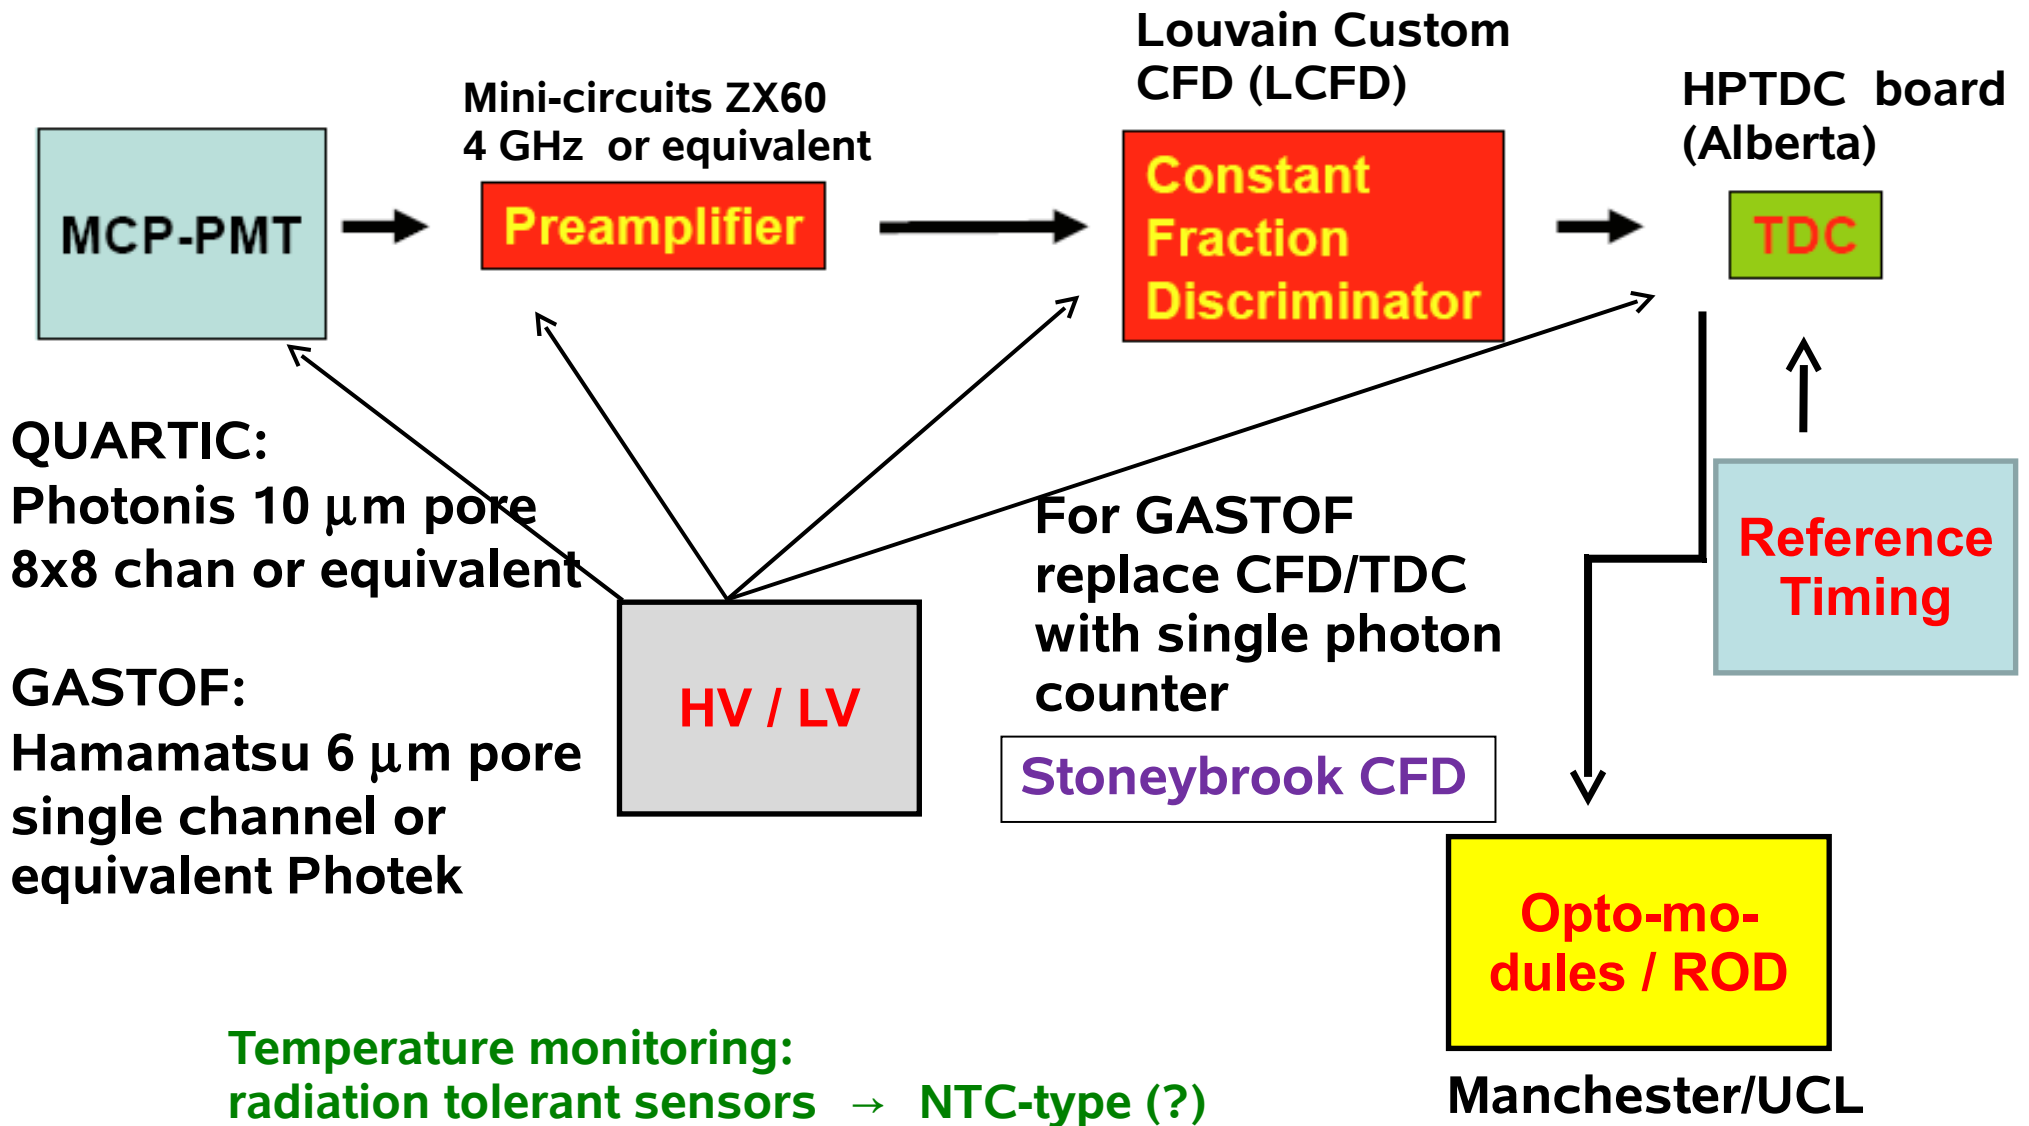 Louvain Custom
CFD (LCFD)
Mini-circuits ZX60
4 GHz or equivalent
HPTDC board
(Alberta)
MCP-PMT
Preamplifier
Constant
Fraction
Discriminator
TDC
QUARTIC:
Photonis 10 μm pore
8x8 chan or equivalent
GASTOF:
Hamamatsu 6 μm pore
single channel or
equivalent Photek
HV / LV
For GASTOF
replace CFD/TDC
with single photon
counter
Stoneybrook CFD
Reference
Timing
Opto-mo-
dules / ROD
Manchester/UCL
Temperature monitoring:
radiation tolerant sensors → NTC-type (?)